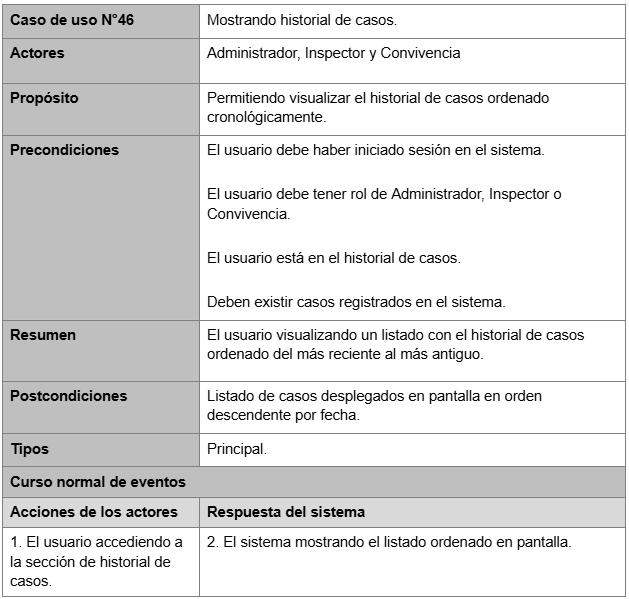 Caso de uso N°46
Mostrando historial de casos.
Actores
Administrador, Inspector y Convivencia
Propósito
Permitiendo visualizar el historial de casos ordenado
cronológicamente.
Precondiciones
El usuario debe haber iniciado sesión en el sistema.
El usuario debe tener rol de Administrador, Inspector o
Convivencia.
El usuario está en el historial de casos.
Deben existir casos registrados en el sistema.
Resumen
El usuario visualizando un listado con el historial de casos
ordenado del más reciente al más antiguo.
Postcondiciones
Listado de casos desplegados en pantalla en orden
descendente por fecha.
Tipos
Principal.
Curso normal de eventos
Acciones de los actores
Respuesta del sistema
1. El usuario accediendo a
la sección de historial de
casos.
2. El sistema mostrando el listado ordenado en pantalla.